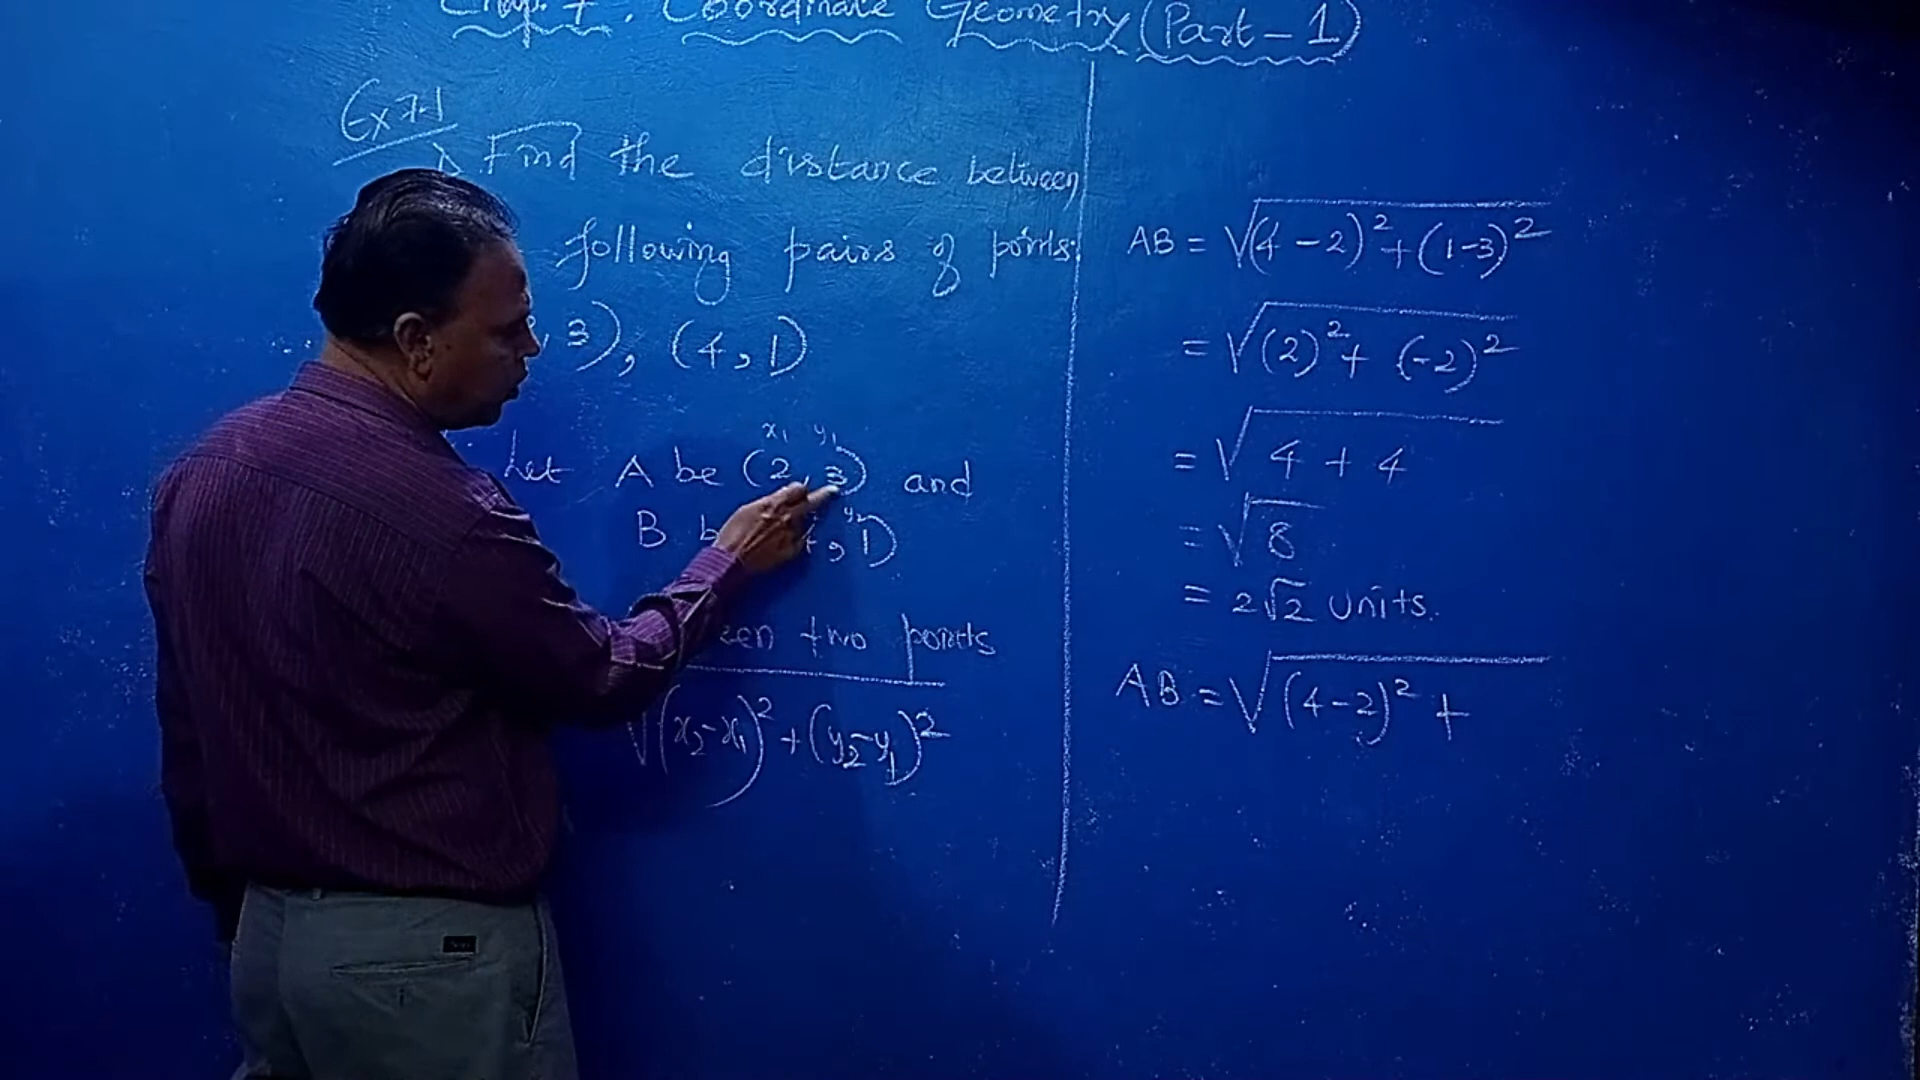 Chap. 7. Coordinate Geometry (Part - 1)
Ex 7.1
Find the distance between
following pairs of points:
, 3), (4, 1)
x₁ y₁
Let A be (2, 3) and
y₂
B b , 1)
een two points
√(x₂-x₁)² + (y₂-y₁)²
AB = √(4 - 2)² + (1-3)²
= √(2)² + (-2)²
= √4 + 4
= √8
= 2√2 units.
AB = √(4-2)² +